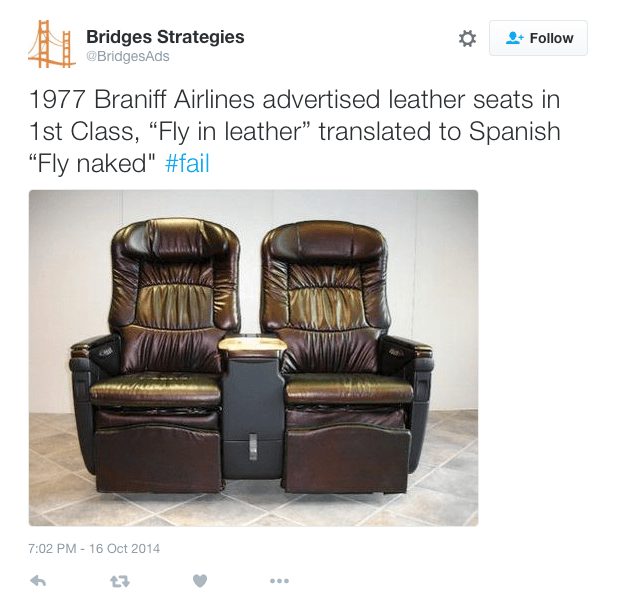 Bridges Strategies
@BridgesAds
Follow
1977 Braniff Airlines advertised leather seats in
1st Class, “Fly in leather” translated to Spanish
“Fly naked" #fail
7:02 PM - 16 Oct 2014